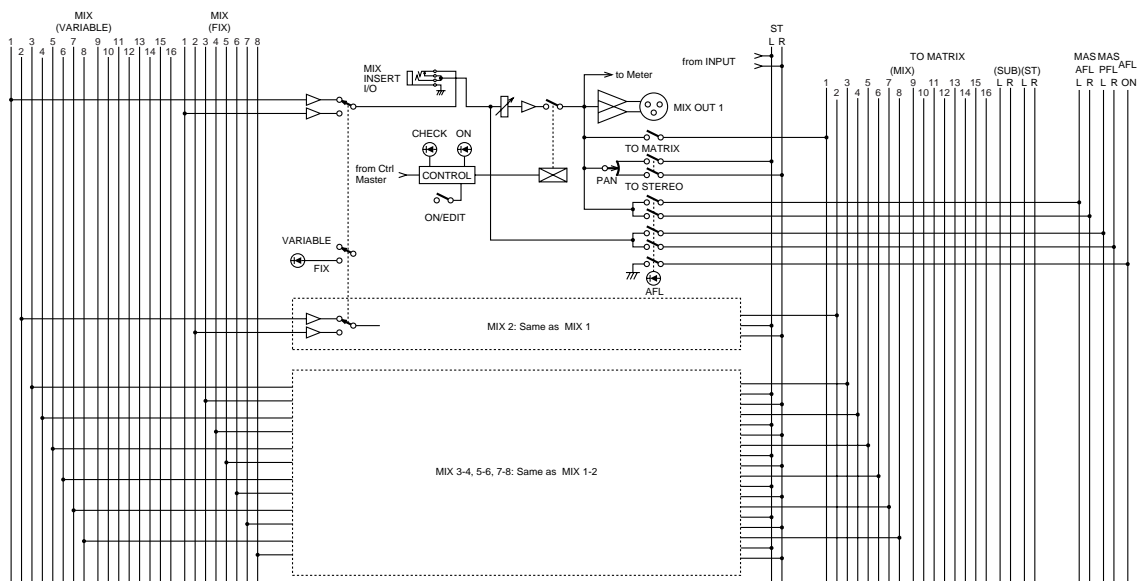 MIX
(VARIABLE)
1 2 3 4 5 6 7 8 9 10 11 12 13 14 15 16
MIX
(FIX)
1 2 3 4 5 6 7 8
MIX
INSERT
I/O
to Meter
MIX OUT 1
CHECK ON
from Ctrl
Master
CONTROL
ON/EDIT
TO MATRIX
PAN
TO STEREO
VARIABLE
FIX
AFL
from INPUT
ST
L R
TO MATRIX
(MIX)
1 2 3 4 5 6 7 8 9 10 11 12 13 14 15 16
(SUB) (ST)
L R L R
MAS MAS AFL
AFL PFL ON
L R L R
MIX 2: Same as MIX 1
MIX 3-4, 5-6, 7-8: Same as MIX 1-2